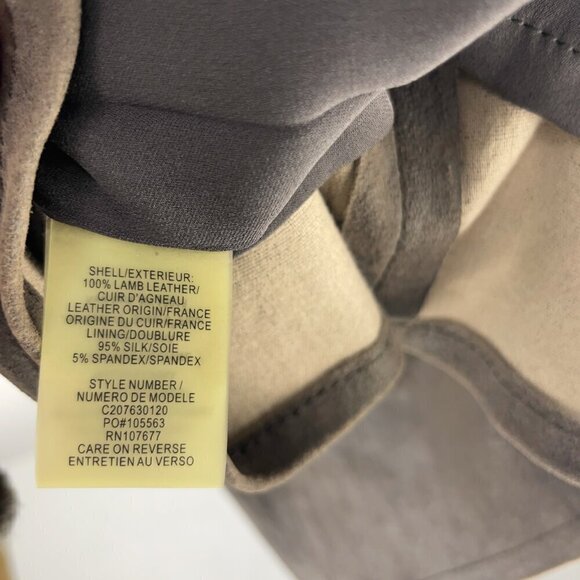 SHELL/EXTERIEUR:
100% LAMB LEATHER/
CUIR D'AGNEAU
LEATHER ORIGIN/FRANCE
ORIGINE DU CUIR/FRANCE
LINING/DOUBLURE
95% SILK/SOIE
5% SPANDEX/SPANDEX
STYLE NUMBER /
NUMERO DE MODELE
C207630120
PO#105563
RN107677
CARE ON REVERSE
ENTRETIEN AU VERSO